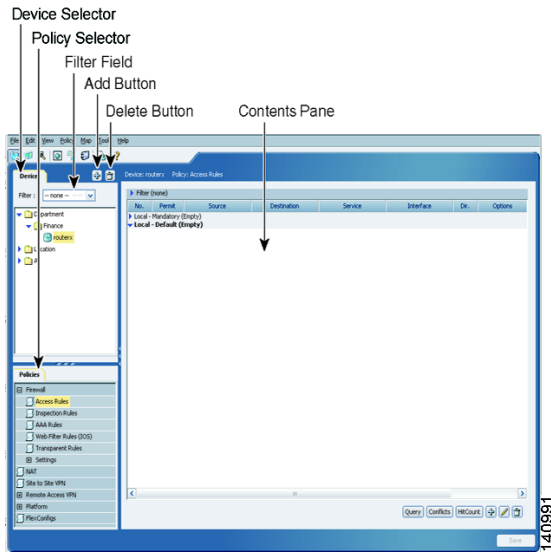 Device Selector
Policy Selector
Filter Field
Add Button
Delete Button
Contents Pane
File Edit View Policy Map Tool Help
Device
Device: routerx Policy: Access Rules
Filter : -- none --
Filter (none)
No. Permit Source Destination Service Interface Dir. Options
Local - Mandatory (Empty)
Local - Default (Empty)
Finance
routerx
Policies
Firewall
Access Rules
Inspection Rules
AAA Rules
Web Filter Rules (IOS)
Transparent Rules
Settings
NAT
Site to Site VPN
Remote Access VPN
Platform
FlexConfigs
Query Conflicts HitCount
Save
140991